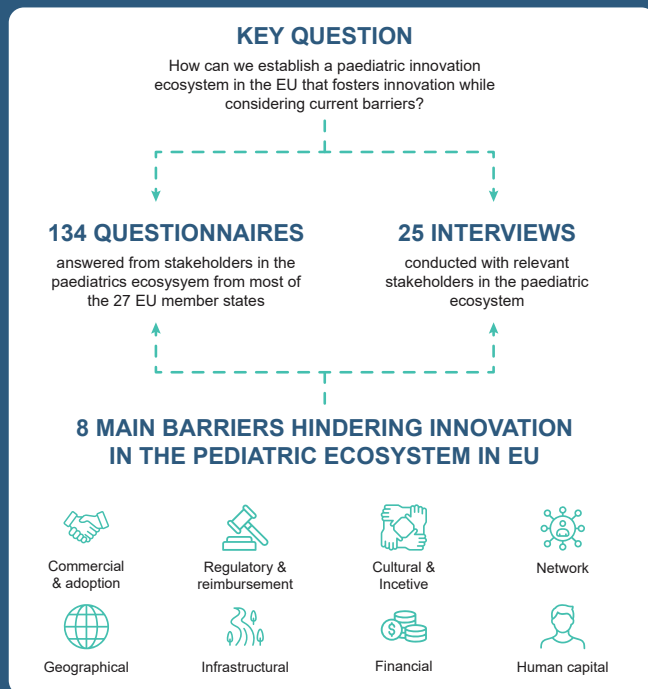 KEY QUESTION
How can we establish a paediatric innovation
ecosystem in the EU that fosters innovation while
considering current barriers?
134 QUESTIONNAIRES
answered from stakeholders in the
paediatrics ecosysyem from most of
the 27 EU member states
25 INTERVIEWS
conducted with relevant
stakeholders in the paediatric
ecosystem
8 MAIN BARRIERS HINDERING INNOVATION
IN THE PEDIATRIC ECOSYSTEM IN EU
Commercial
& adoption
Regulatory &
reimbursement
Cultural &
Incetive
Network
Geographical
Infrastructural
$
Financial
Human capital